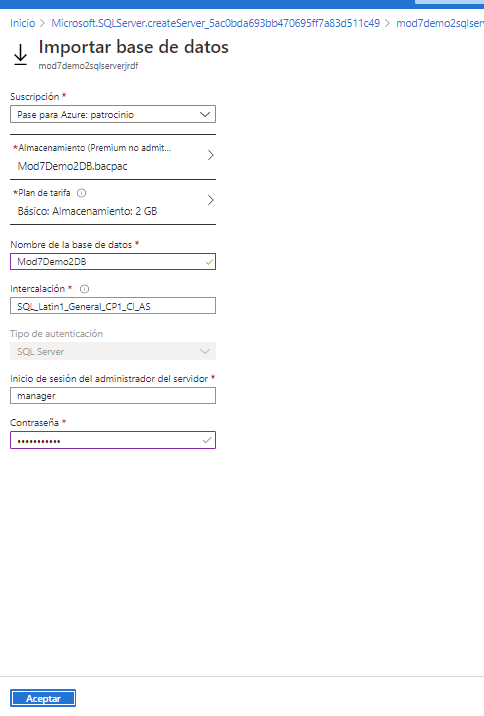 Inicio > Microsoft.SQLServer.createServer_5ac0bda693bb470695ff7a83d511c49 > mod7demo2sqlserv
Importar base de datos
mod7demo2sqlserverjrdf
Suscripción *
Pase para Azure: patrocinio
*Almacenamiento (Premium no admit...
Mod7Demo2DB.bacpac
*Plan de tarifa
Básico: Almacenamiento: 2 GB
Nombre de la base de datos *
Mod7Demo2DB
Intercalación *
SQL_Latin1_General_CP1_CI_AS
Tipo de autenticación
SQL Server
Inicio de sesión del administrador del servidor *
manager
Contraseña *
•••••••••••
Aceptar